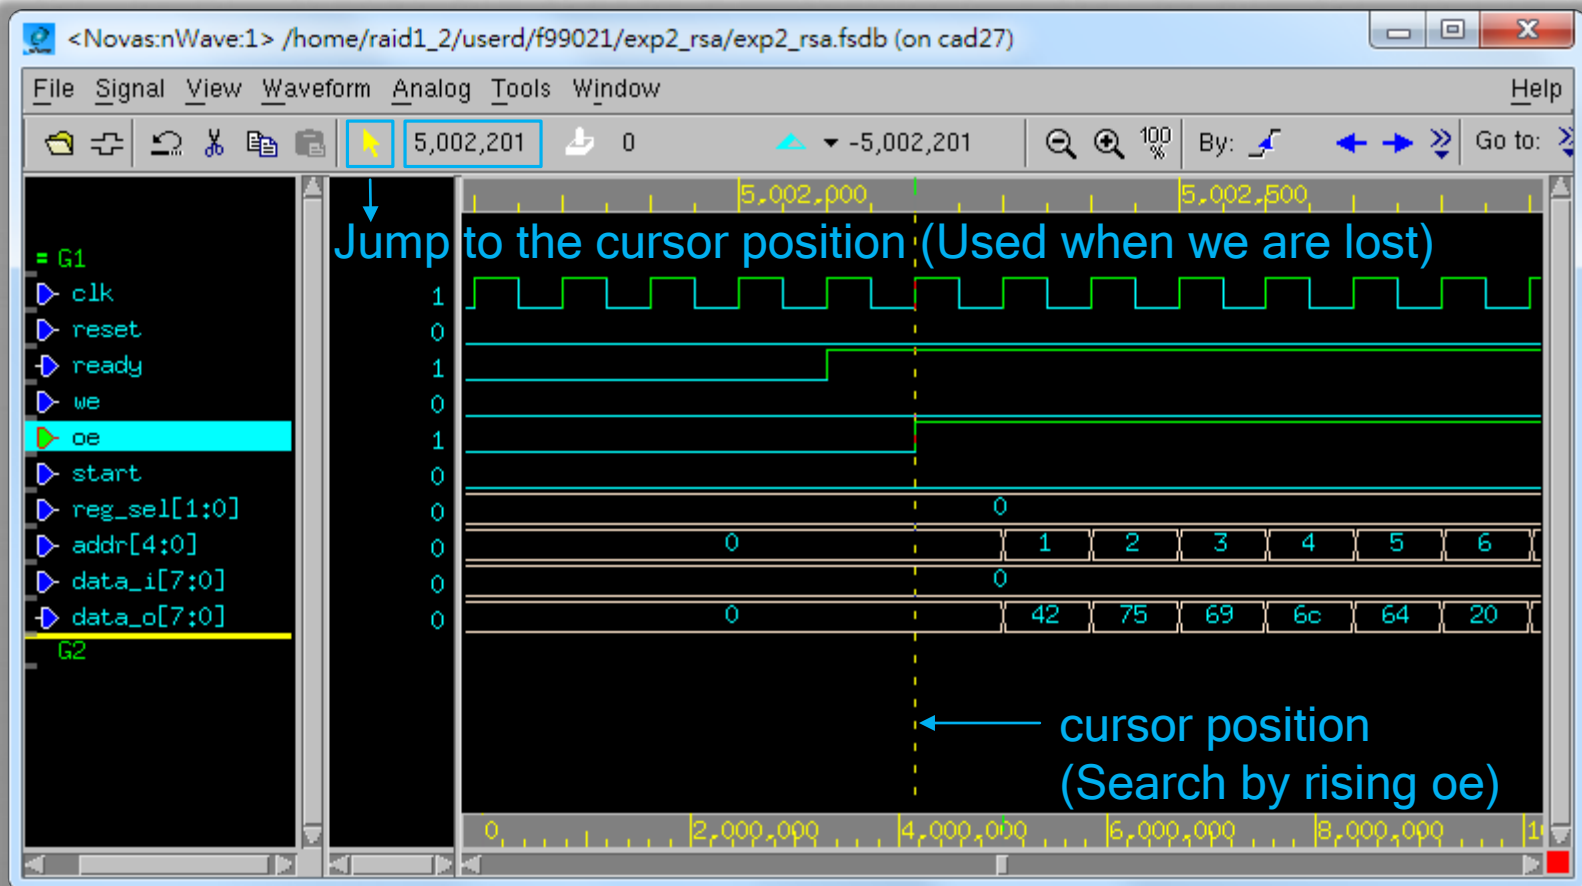 <Novas:nWave:1> /home/raid1_2/userd/f99021/exp2_rsa/exp2_rsa.fsdb (on cad27)
File Signal View Waveform Analog Tools Window Help
5,002,201 0 -5,002,201 100 % By: Go to:
5,002,000 5,002,500
Jump to the cursor position (Used when we are lost)
= G1
clk 1
reset 0
ready 1
we 0
oe 1
start 0
reg_sel[1:0] 0 0
addr[4:0] 0 0 1 2 3 4 5 6
data_i[7:0] 0 0
data_o[7:0] 0 0 42 75 69 6c 64 20
G2
cursor position
(Search by rising oe)
0 2,000,000 4,000,000 6,000,000 8,000,000 1